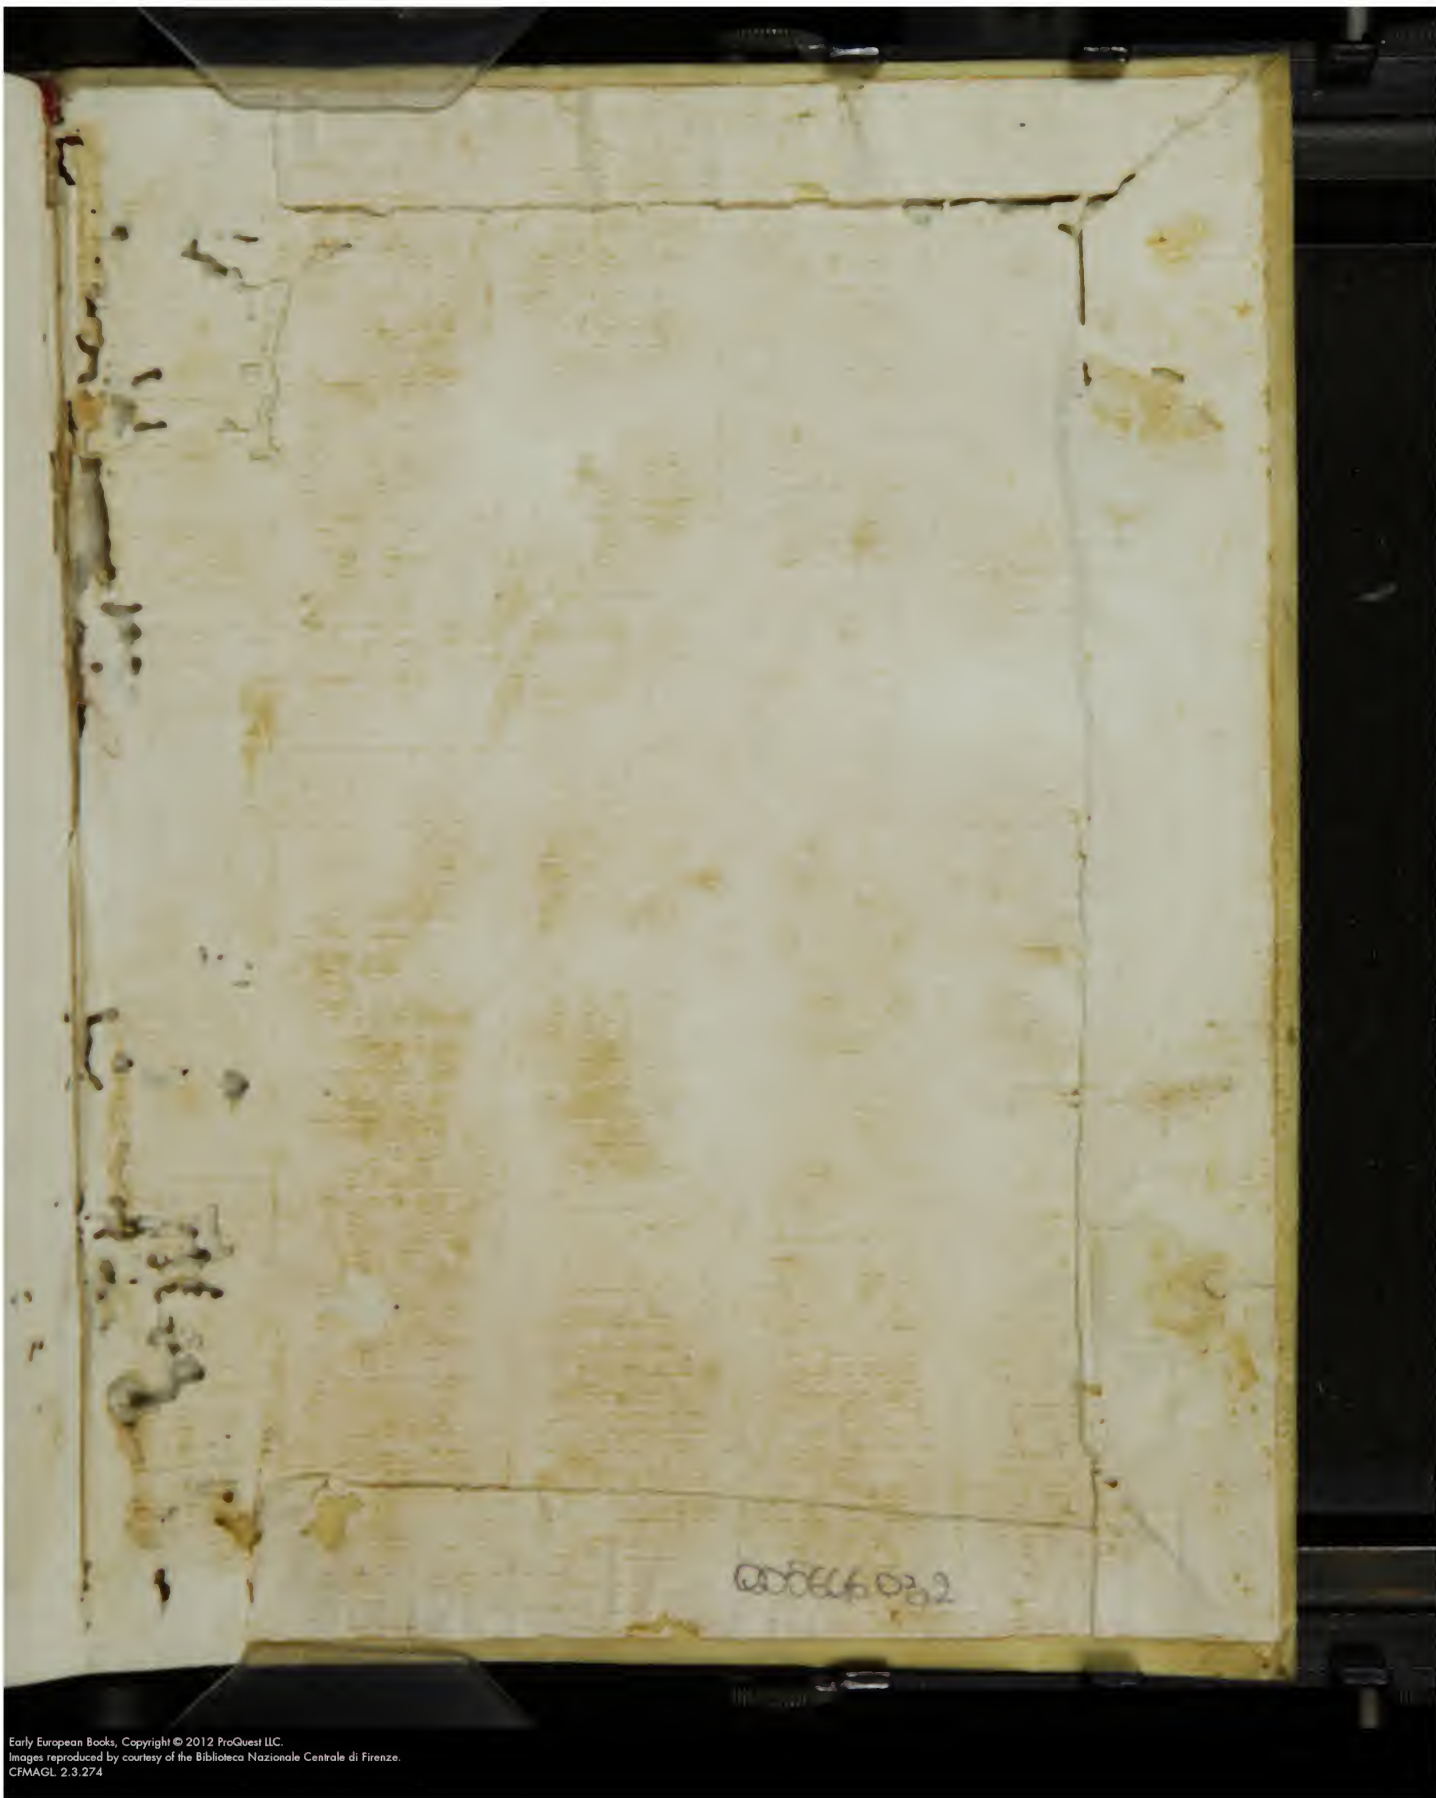 Early European Books, Copyright © 2012 ProQuest LLC.
Images reproduced by courtesy of the Biblioteca Nazionale Centrale di Firenze.
CFMAGL. 2.3.274